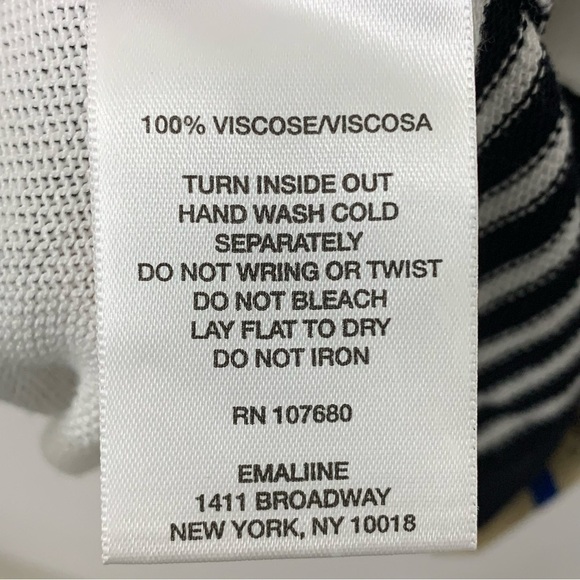 100% VISCOSE/VISCOSA
TURN INSIDE OUT
HAND WASH COLD
SEPARATELY
DO NOT WRING OR TWIST
DO NOT BLEACH
LAY FLAT TO DRY
DO NOT IRON
RN 107680
EMALIINE
1411 BROADWAY
NEW YORK, NY 10018